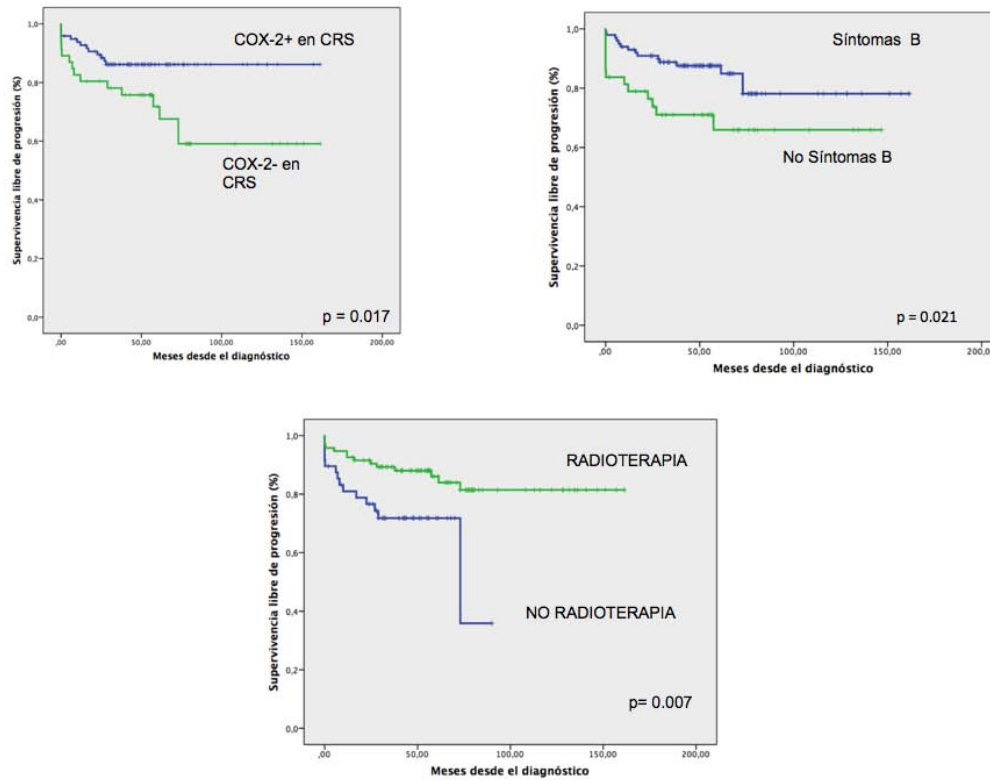 1,0
0,8
0,6
0,4
0,2
0,0
Supervivencia libre de progresión (%)
COX-2+ en CRS
COX-2- en
CRS
p = 0.017
,00 50,00 100,00 150,00 200,00
Meses desde el diagnóstico
1,0
0,8
0,6
0,4
0,2
0,0
Supervivencia libre de progresión (%)
Síntomas B
No Síntomas B
p = 0.021
,00 50,00 100,00 150,00 200,0
Meses desde el diagnóstico
1,0
0,8
0,6
0,4
0,2
0,0
Supervivencia libre de progresión (%)
RADIOTERAPIA
NO RADIOTERAPIA
p= 0.007
,00 50,00 100,00 150,00 200,00
Meses desde el diagnóstico